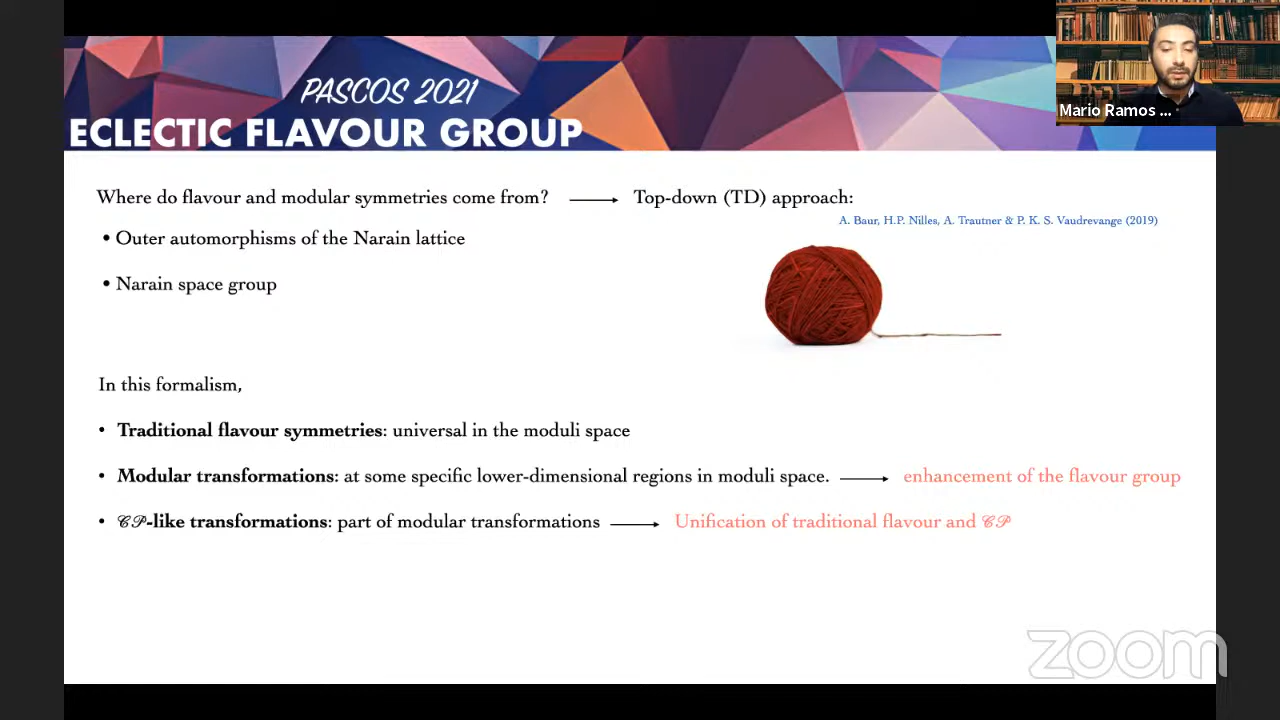 PASCOS 2021
ECLECTIC FLAVOUR GROUP
Mario Ramos ...
Where do flavour and modular symmetries come from? → Top-down (TD) approach:
A. Baur, H.P. Nilles, A. Trautner & P. K. S. Vaudrevange (2019)
• Outer automorphisms of the Narain lattice
• Narain space group
In this formalism,
• Traditional flavour symmetries: universal in the moduli space
• Modular transformations: at some specific lower-dimensional regions in moduli space. → enhancement of the flavour group
• 𝒞𝒫-like transformations: part of modular transformations → Unification of traditional flavour and 𝒞𝒫
zoom